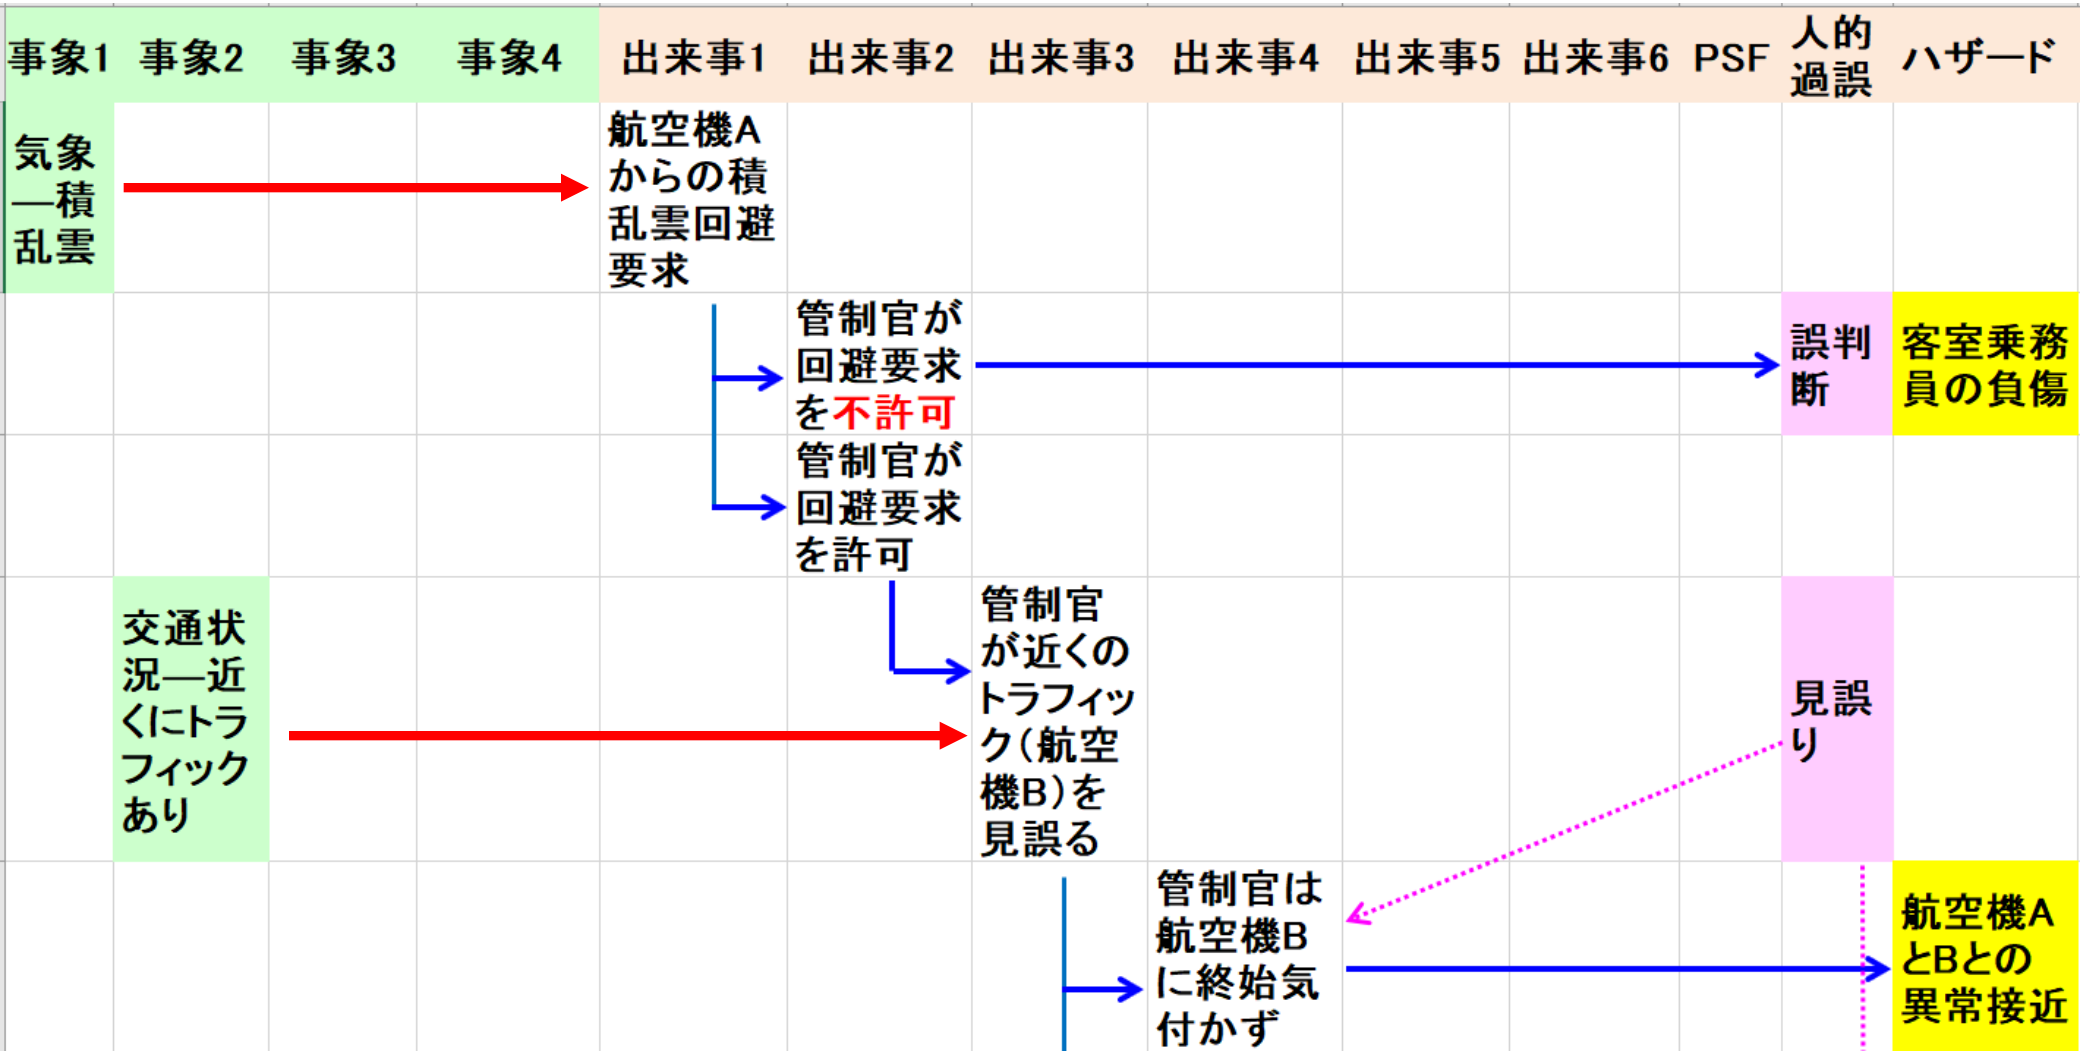 事象1 事象2 事象3 事象4 出来事1 出来事2 出来事3 出来事4 出来事5 出来事6 PSF 人的
過誤 ハザード
気象
―積
乱雲
航空機A
からの積
乱雲回避
要求
管制官が
回避要求
を不許可
誤判
断
客室乗務
員の負傷
管制官が
回避要求
を許可
交通状
況―近
くにトラ
フィック
あり
管制官
が近くの
トラフィッ
ク(航空
機B)を
見誤る
見誤
り
管制官は
航空機B
に終始気
付かず
航空機A
とBとの
異常接近